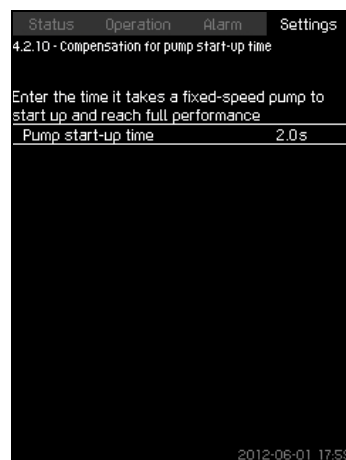 Status Operation Alarm Settings
4.2.10 - Compensation for pump start-up time
Enter the time it takes a fixed-speed pump to
start up and reach full performance
Pump start-up time 2.0s
2012-06-01 17:59